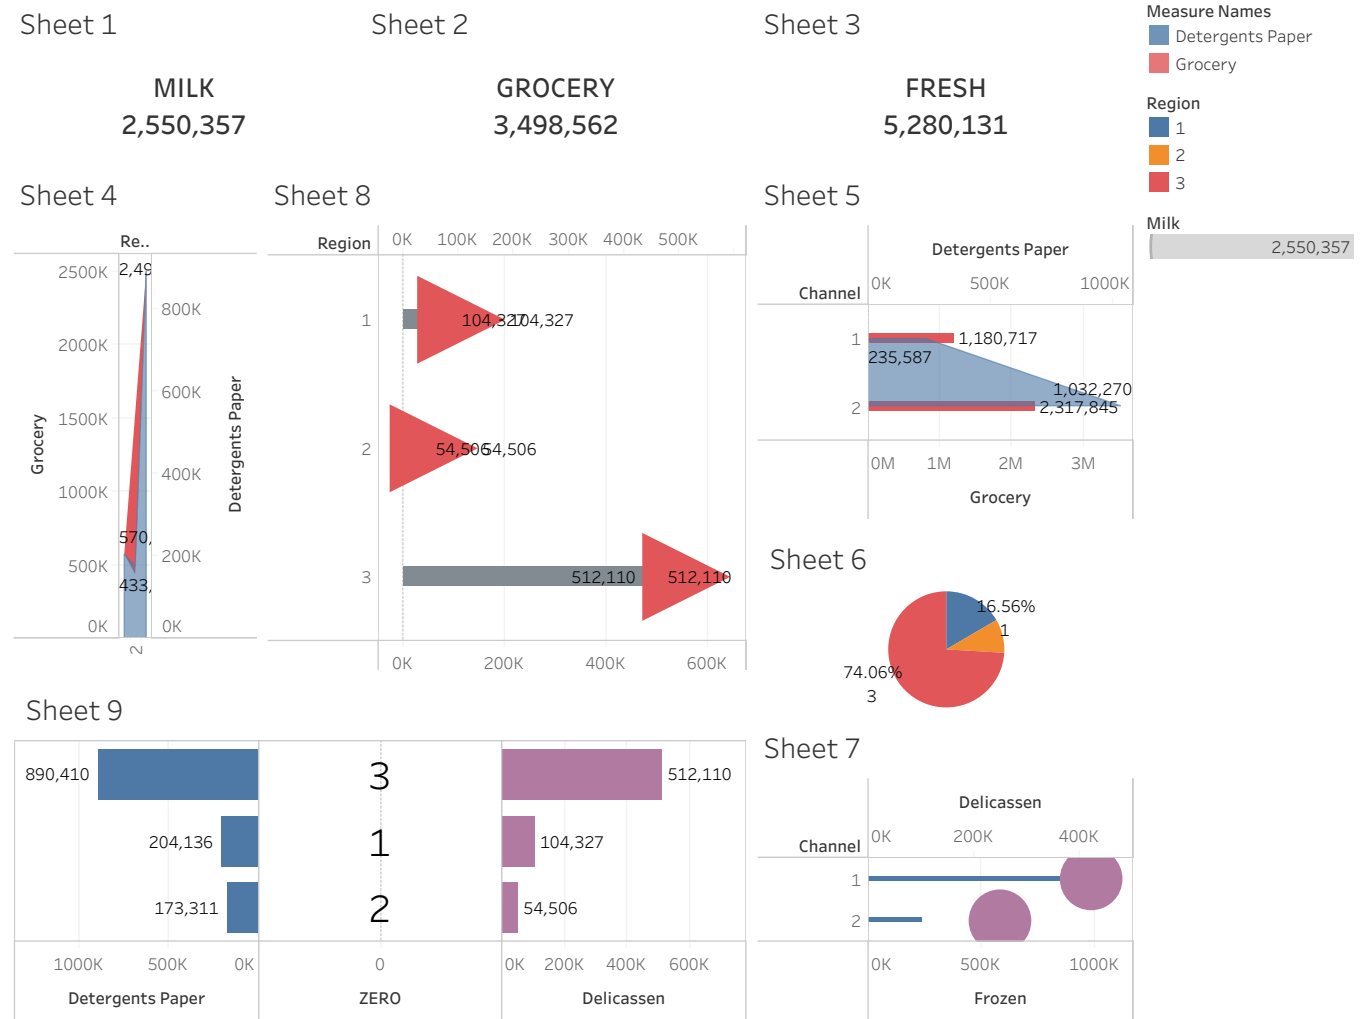 Sheet 1
MILK
2,550,357
Sheet 2
GROCERY
3,498,562
Sheet 3
FRESH
5,280,131
Measure Names
Detergents Paper
Grocery
Region
1
2
3
Milk
2,550,357
Sheet 4
Re..
Grocery
2500K
2000K
1500K
1000K
500K
0K
2,49
570,
433,
800K
600K
400K
200K
0K
Detergents Paper
2
Sheet 8
Region
0K 100K 200K 300K 400K 500K
1
104,327 104,327
2
54,506 54,506
3
512,110 512,110
0K 200K 400K 600K
Sheet 5
Detergents Paper
0K 500K 1000K
Channel
1
1,180,717
235,587
1,032,270
2
2,317,845
0M 1M 2M 3M
Grocery
Sheet 6
16.56%
1
74.06%
3
Sheet 9
890,410 3 512,110
204,136 1 104,327
173,311 2 54,506
1000K 500K 0K 0 0K 200K 400K 600K
Detergents Paper ZERO Delicassen
Sheet 7
Delicassen
0K 200K 400K
Channel
1
2
0K 500K 1000K
Frozen